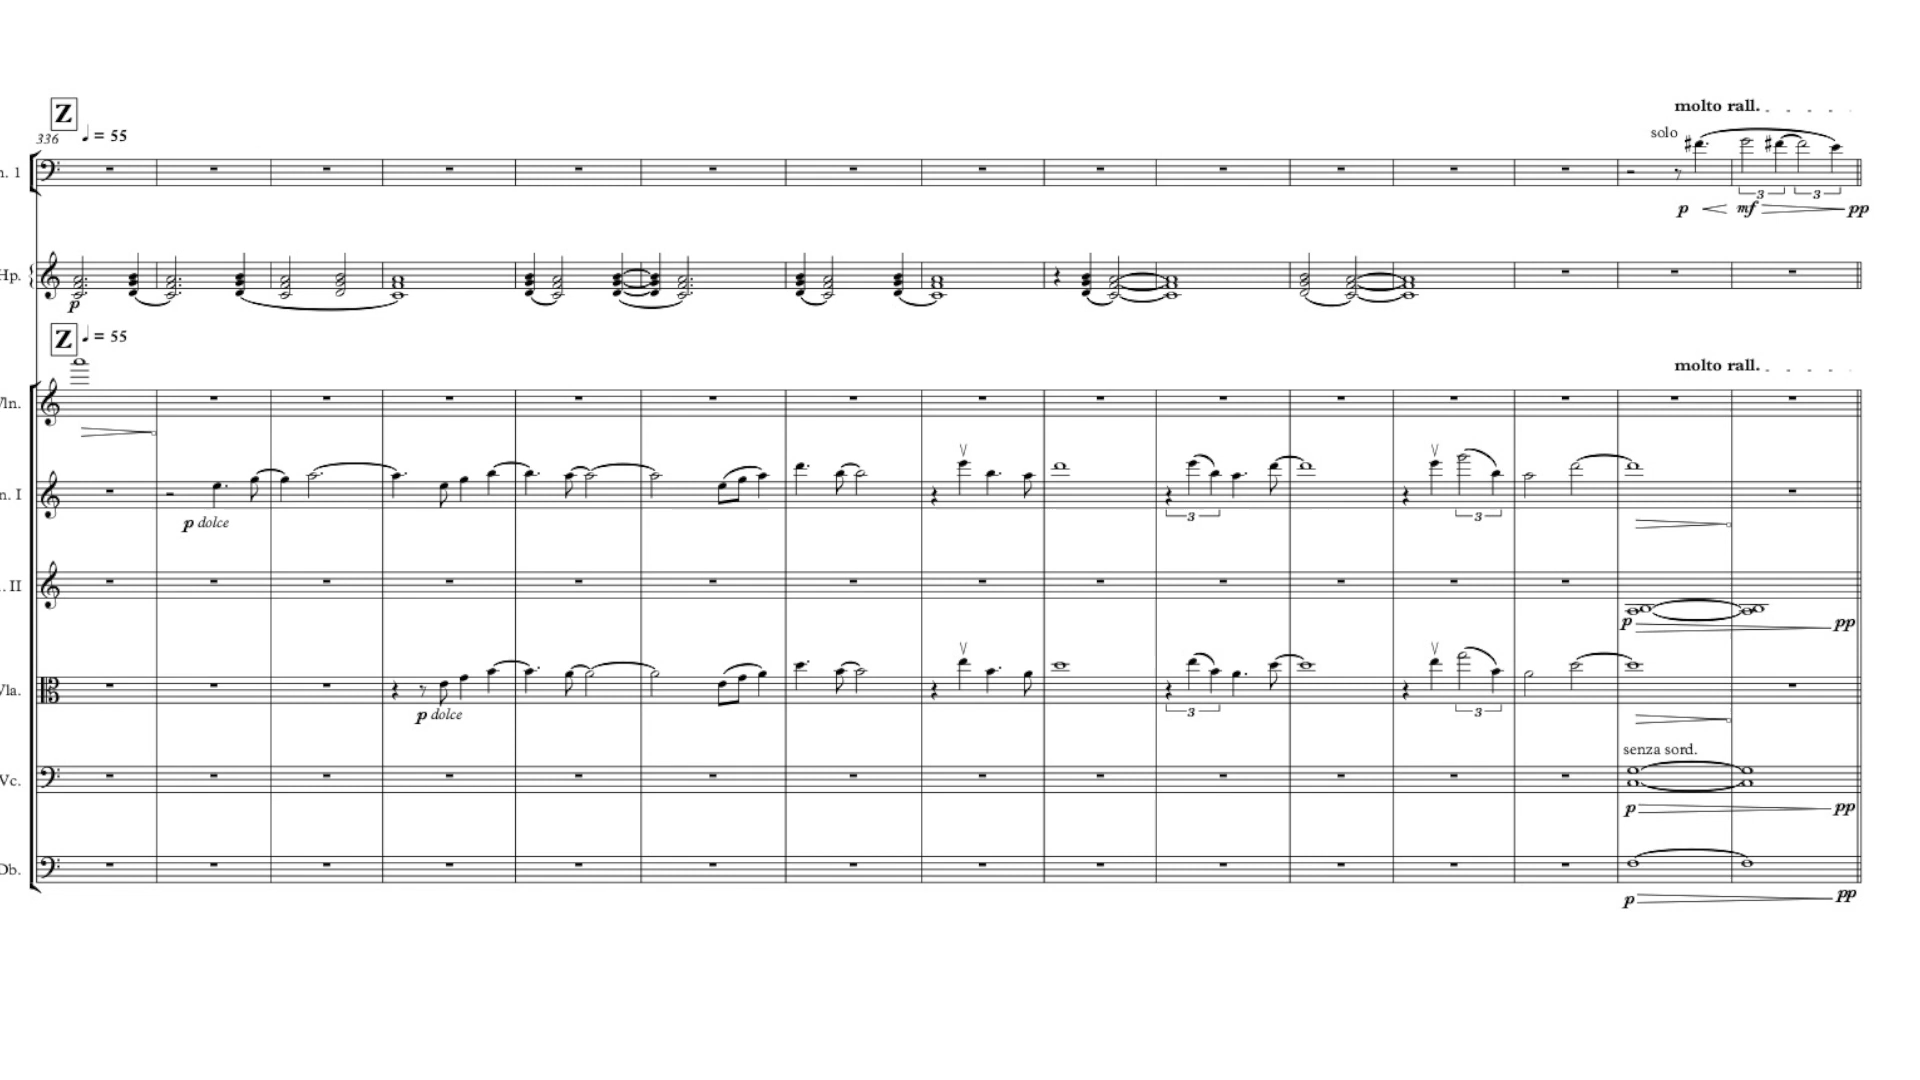 Z
336 ♩ = 55
molto rall.
solo
n. 1
3 3
p mf pp
Hp.
p
Z ♩ = 55
molto rall.
Vln.
n. I
p dolce
3 3
. II
p pp
Vla.
p dolce
3 3
senza sord.
Vc.
p pp
Db.
p pp